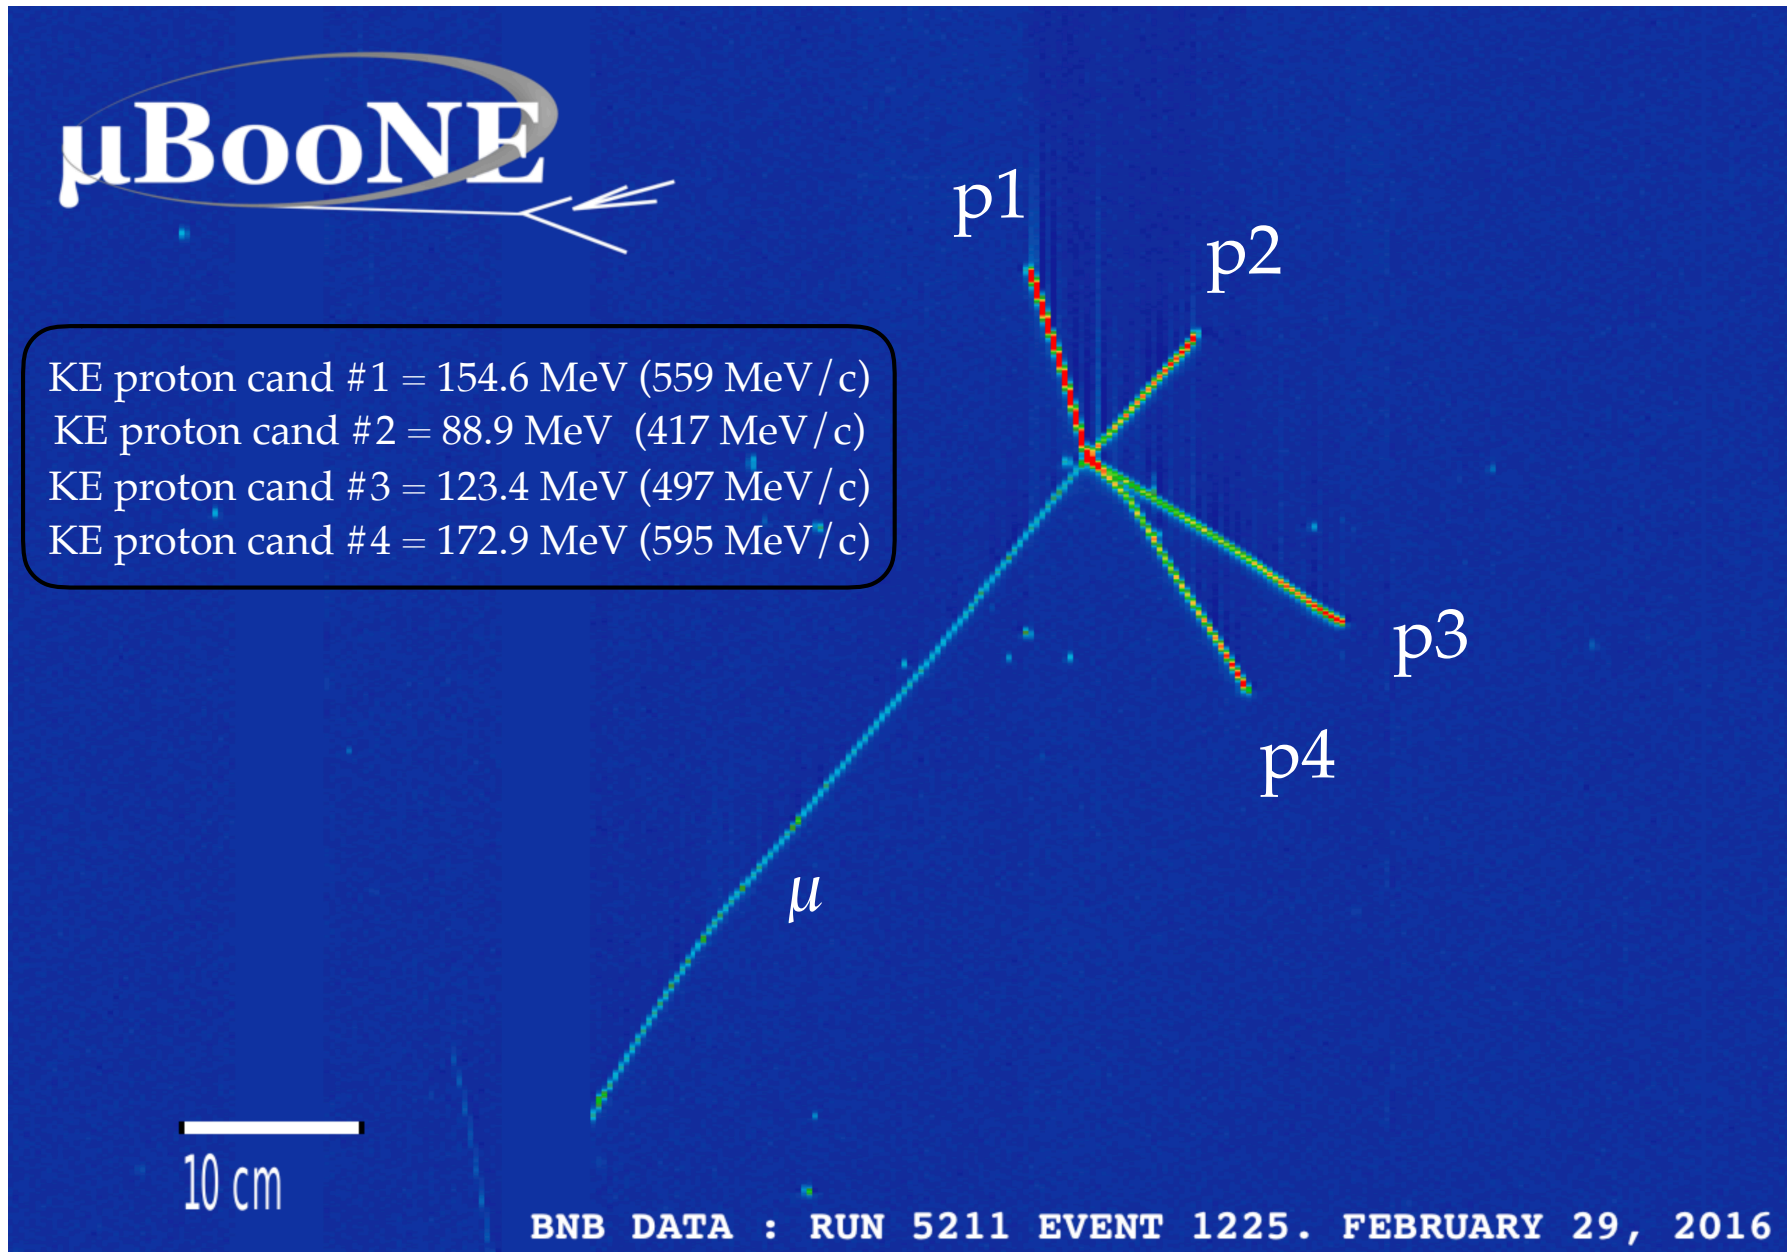 µBooNE
p1
p2
KE proton cand #1 = 154.6 MeV (559 MeV/c)
KE proton cand #2 = 88.9 MeV (417 MeV/c)
KE proton cand #3 = 123.4 MeV (497 MeV/c)
KE proton cand #4 = 172.9 MeV (595 MeV/c)
p3
p4
μ
10 cm
BNB DATA : RUN 5211 EVENT 1225. FEBRUARY 29, 2016